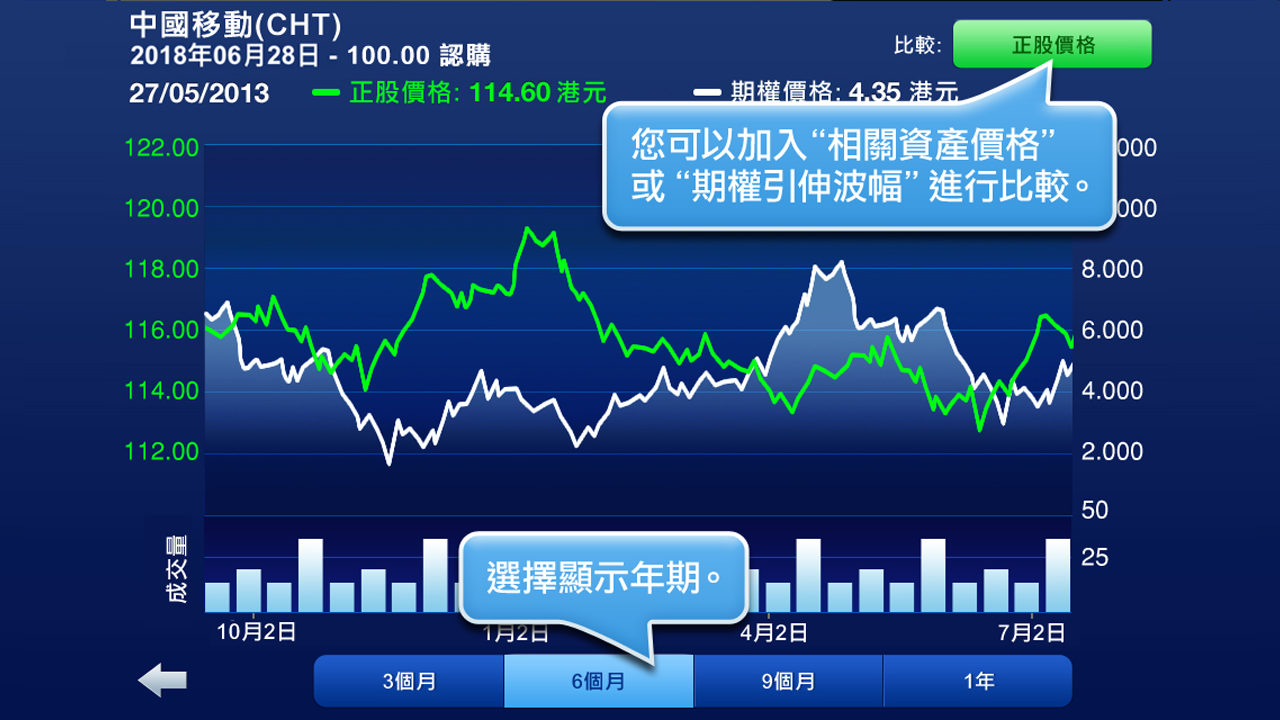 中國移動(CHT)
2018年06月28日 - 100.00 認購
比較:
正股價格
27/05/2013
正股價格: 114.60 港元
期權價格: 4.35 港元
您可以加入“相關資產價格”
或“期權引伸波幅”進行比較。
122.00
120.00
118.00
116.00
114.00
112.00
000
000
8.000
6.000
4.000
2.000
50
25
成交量
選擇顯示年期。
10月2日
1月2日
4月2日
7月2日
3個月
6個月
9個月
1年